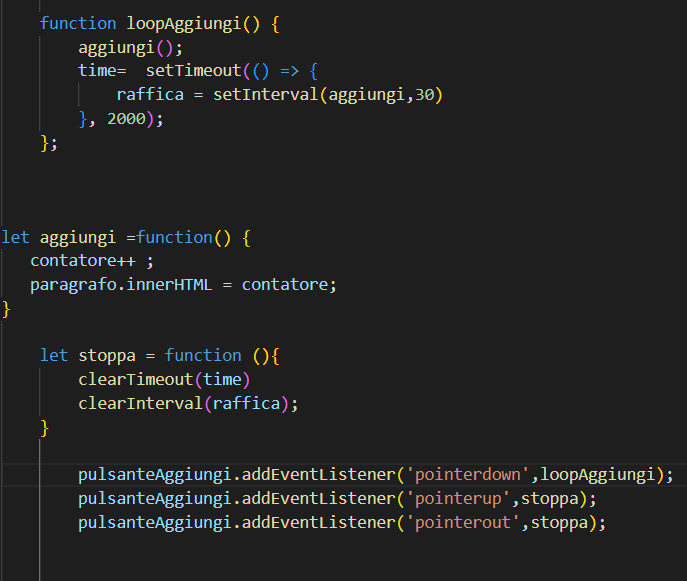 function loopAggiungi() {
aggiungi();
time=  setTimeout(() => {
raffica = setInterval(aggiungi,30)
}, 2000);
};
let aggiungi =function() {
contatore++ ;
paragrafo.innerHTML = contatore;
}
let stoppa = function (){
clearTimeout(time)
clearInterval(raffica);
}
pulsanteAggiungi.addEventListener('pointerdown',loopAggiungi);
pulsanteAggiungi.addEventListener('pointerup',stoppa);
pulsanteAggiungi.addEventListener('pointerout',stoppa);